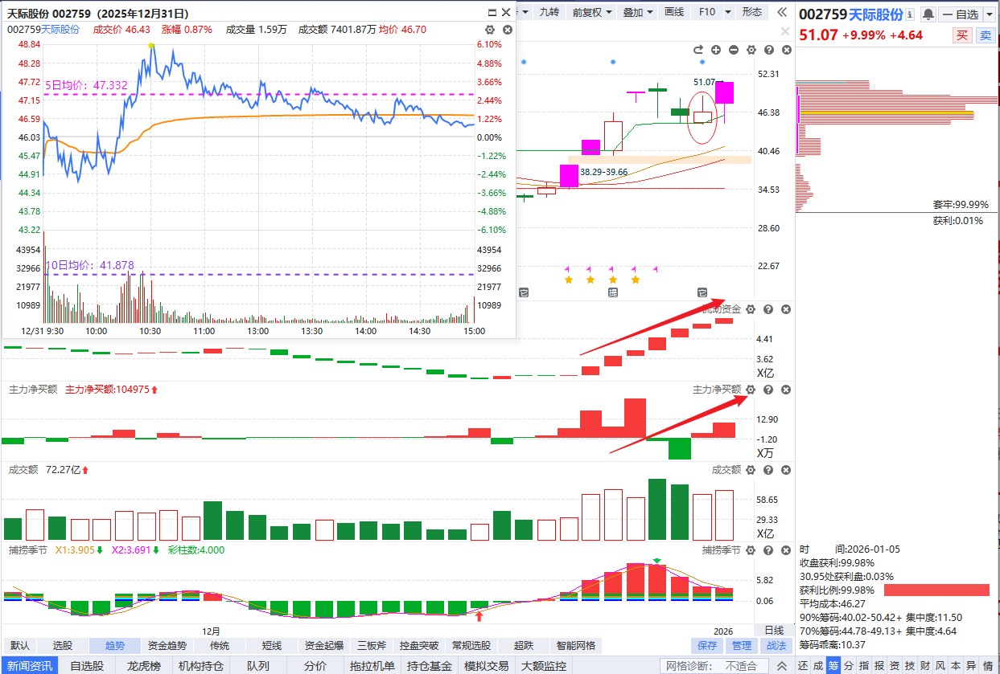 天际股份 002759（2025年12月31日）
002759天际股份 成交价 46.43 涨幅 0.87% 成交量 1.59万 成交额 7401.87万 均价 46.70
48.84 6.10%
48.28 4.88%
47.72 3.66%
47.15 2.44%
46.59 1.22%
46.03 0.00%
45.47 -1.22%
44.91 -2.44%
44.34 -3.66%
43.78 -4.88%
43.22 -6.10%
5日均价：47.332
43954 43954
32966 32966
21977 21977
10989 10989
10日均价：41.878
12/31 9:30 10:00 10:30 11:00 13:00 13:30 14:00 14:30 15:00
九转 前复权 叠加 画线 F10 形态
51.07
38.29-39.66
52.31
46.38
40.46
34.53
28.60
22.67
流动资金
4.41
3.62
X亿
主力净买额 主力净买额:104975 主力净买额
12.90
-1.20
X万
成交额 72.27亿 成交额
58.65
29.33
X亿
捕捞季节 X1:3.905 X2:3.691 彩柱数:4.000 捕捞季节
5.82
0.06
12月 2026 日线
默认 选股 趋势 资金趋势 传统 短线 资金起爆 三板斧 控盘突破 常规选股 超跌 智能网格 保存 管理 战法
新闻资讯 自选股 龙虎榜 机构持仓 队列 分价 拖拉机单 持仓基金 模拟交易 大额监控 网格诊断： 不适合
002759 天际股份 自选
51.07 +9.99% +4.64 买 卖
套牢:99.99%
获利:0.01%
时 间:2026-01-05
收盘获利:99.98%
30.95处获利盘:0.03%
获利比例:99.98%
平均成本:46.27
90%筹码:40.02-50.42+ 集中度:11.50
70%筹码:44.78-49.13+ 集中度:4.64
筹码乖离:10.37
还 成 筹 分 指 报 资 技 财 风 本 异 情